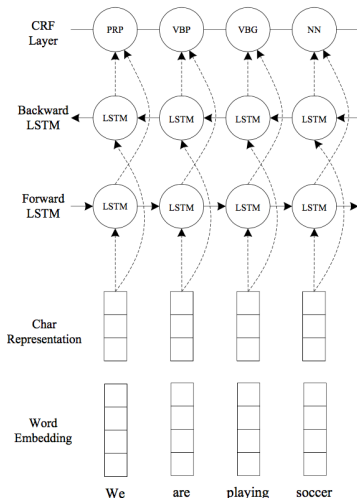 CRF Layer PRP VBP VBG NN
Backward LSTM LSTM LSTM LSTM LSTM
Forward LSTM LSTM LSTM LSTM LSTM
Char Representation
Word Embedding
We are playing soccer